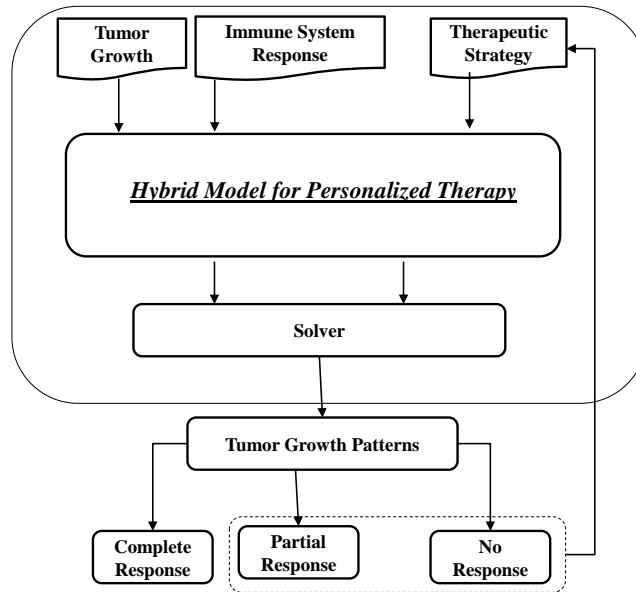 Tumor
Growth
Immune System
Response
Therapeutic
Strategy
Hybrid Model for Personalized Therapy
Solver
Tumor Growth Patterns
Complete
Response
Partial
Response
No
Response